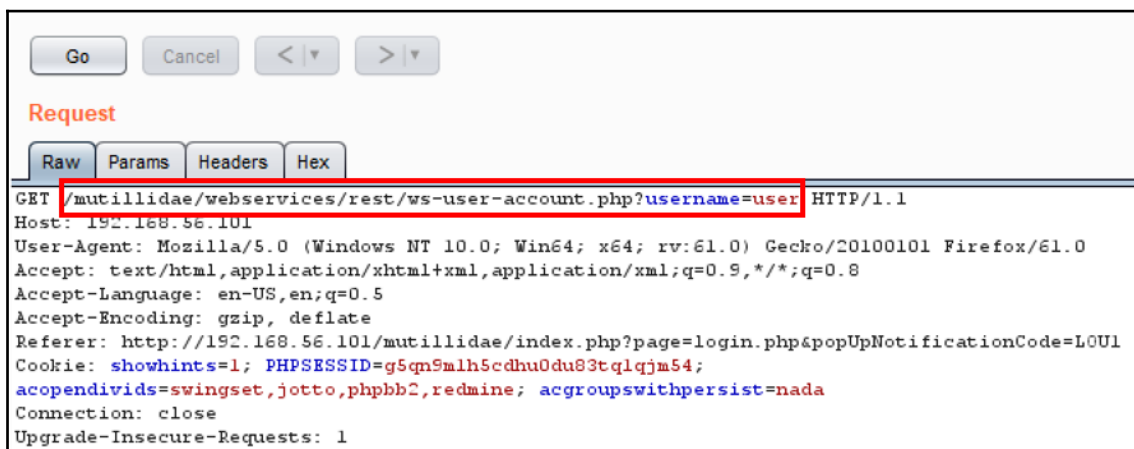 Go Cancel < >
Request
Raw Params Headers Hex
GET /mutillidae/webservices/rest/ws-user-account.php?username=user HTTP/1.1
Host: 192.168.56.101
User-Agent: Mozilla/5.0 (Windows NT 10.0; Win64; x64; rv:61.0) Gecko/20100101 Firefox/61.0
Accept: text/html,application/xhtml+xml,application/xml;q=0.9,*/*;q=0.8
Accept-Language: en-US,en;q=0.5
Accept-Encoding: gzip, deflate
Referer: http://192.168.56.101/mutillidae/index.php?page=login.php&popUpNotificationCode=LOU1
Cookie: showhints=1; PHPSESSID=g5qn9m1h5cdhu0du83tq1qjm54;
acopendivids=swingset,jotto,phpbb2,redmine; acgroupswithpersist=nada
Connection: close
Upgrade-Insecure-Requests: 1